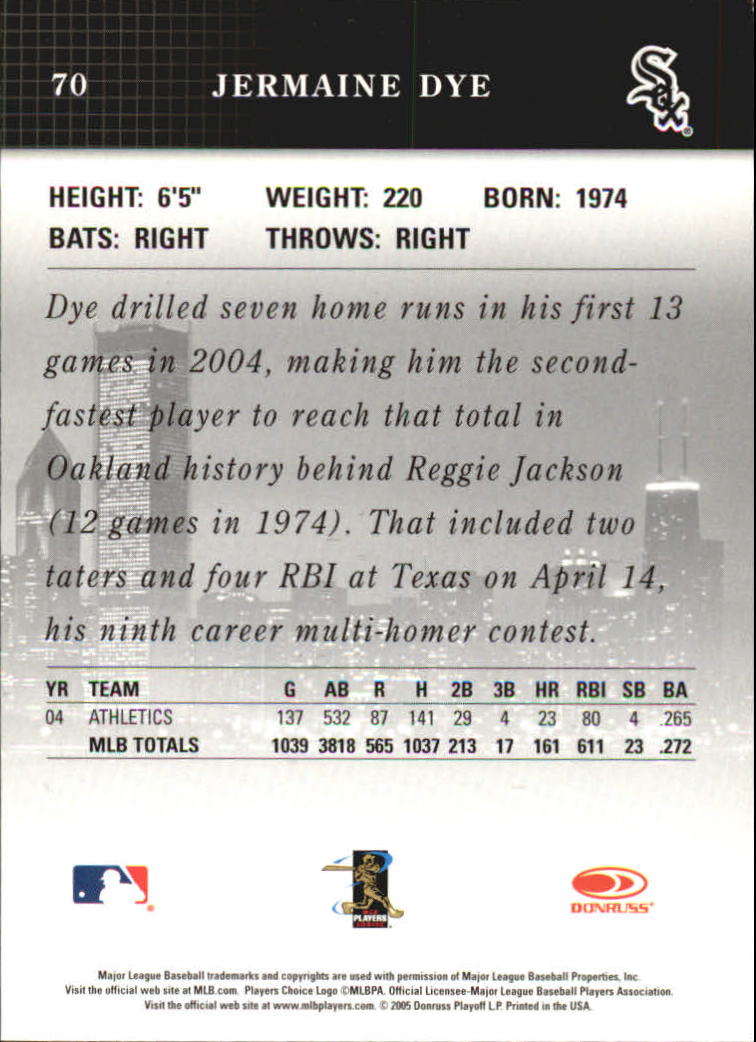 70 JERMAINE DYE Sox
HEIGHT: 6'5" WEIGHT: 220 BORN: 1974
BATS: RIGHT THROWS: RIGHT
Dye drilled seven home runs in his first 13
games in 2004, making him the second-
fastest player to reach that total in
Oakland history behind Reggie Jackson
(12 games in 1974). That included two
taters and four RBI at Texas on April 14,
his ninth career multi-homer contest.
YR TEAM G AB R H 2B 3B HR RBI SB BA
04 ATHLETICS 137 532 87 141 29 4 23 80 4 .265
MLB TOTALS 1039 3818 565 1037 213 17 161 611 23 .272
PLAYERS
DONRUSS
Major League Baseball trademarks and copyrights are used with permission of Major League Baseball Properties, Inc.
Visit the official web site at MLB.com. Players Choice Logo ©MLBPA. Official Licensee-Major League Baseball Players Association.
Visit the official web site at www.mlbplayers.com. © 2005 Donruss Playoff L.P. Printed in the USA.